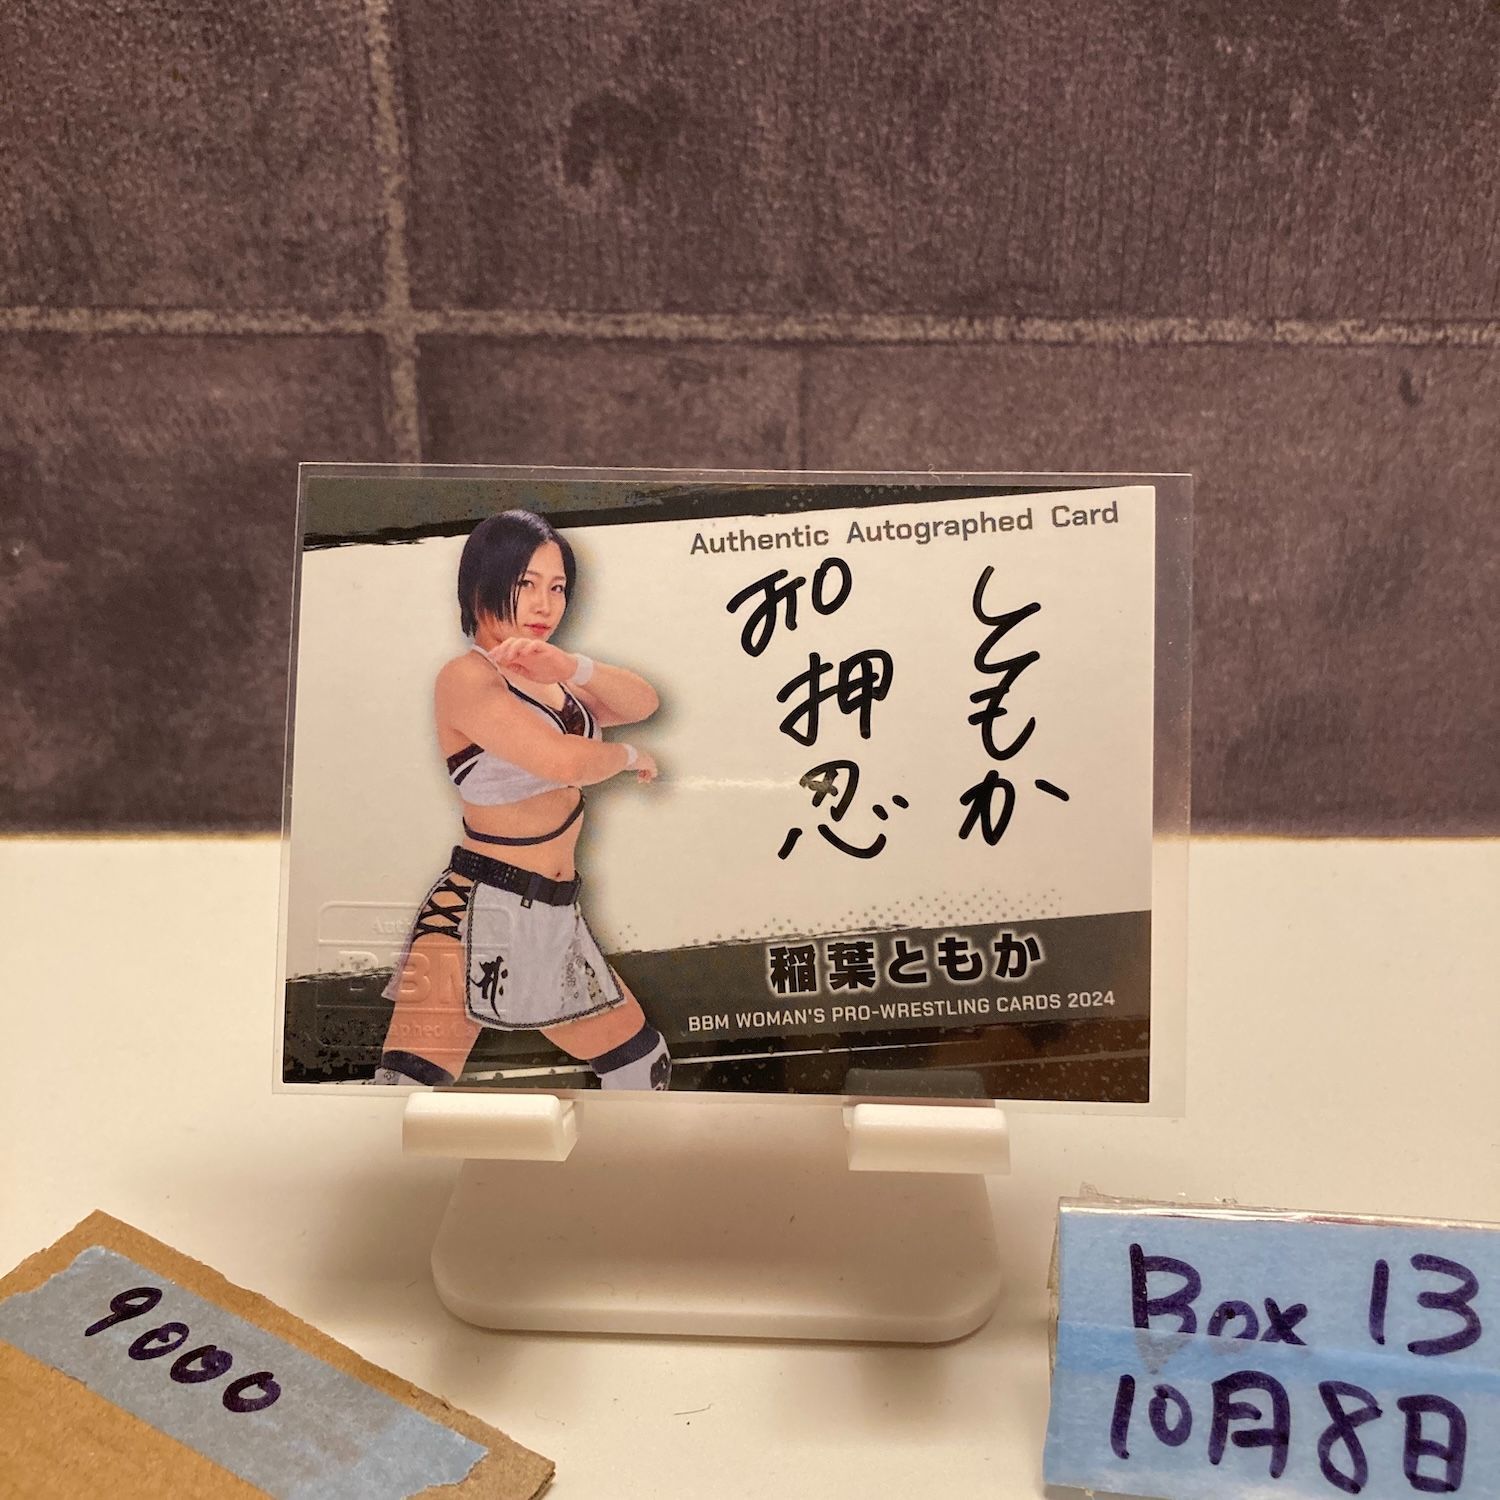 Authentic Autographed Card
ともか
押忍
稲葉ともか
BBM WOMAN'S PRO-WRESTLING CARDS 2024
BBM
9000
Box 13
10月8日